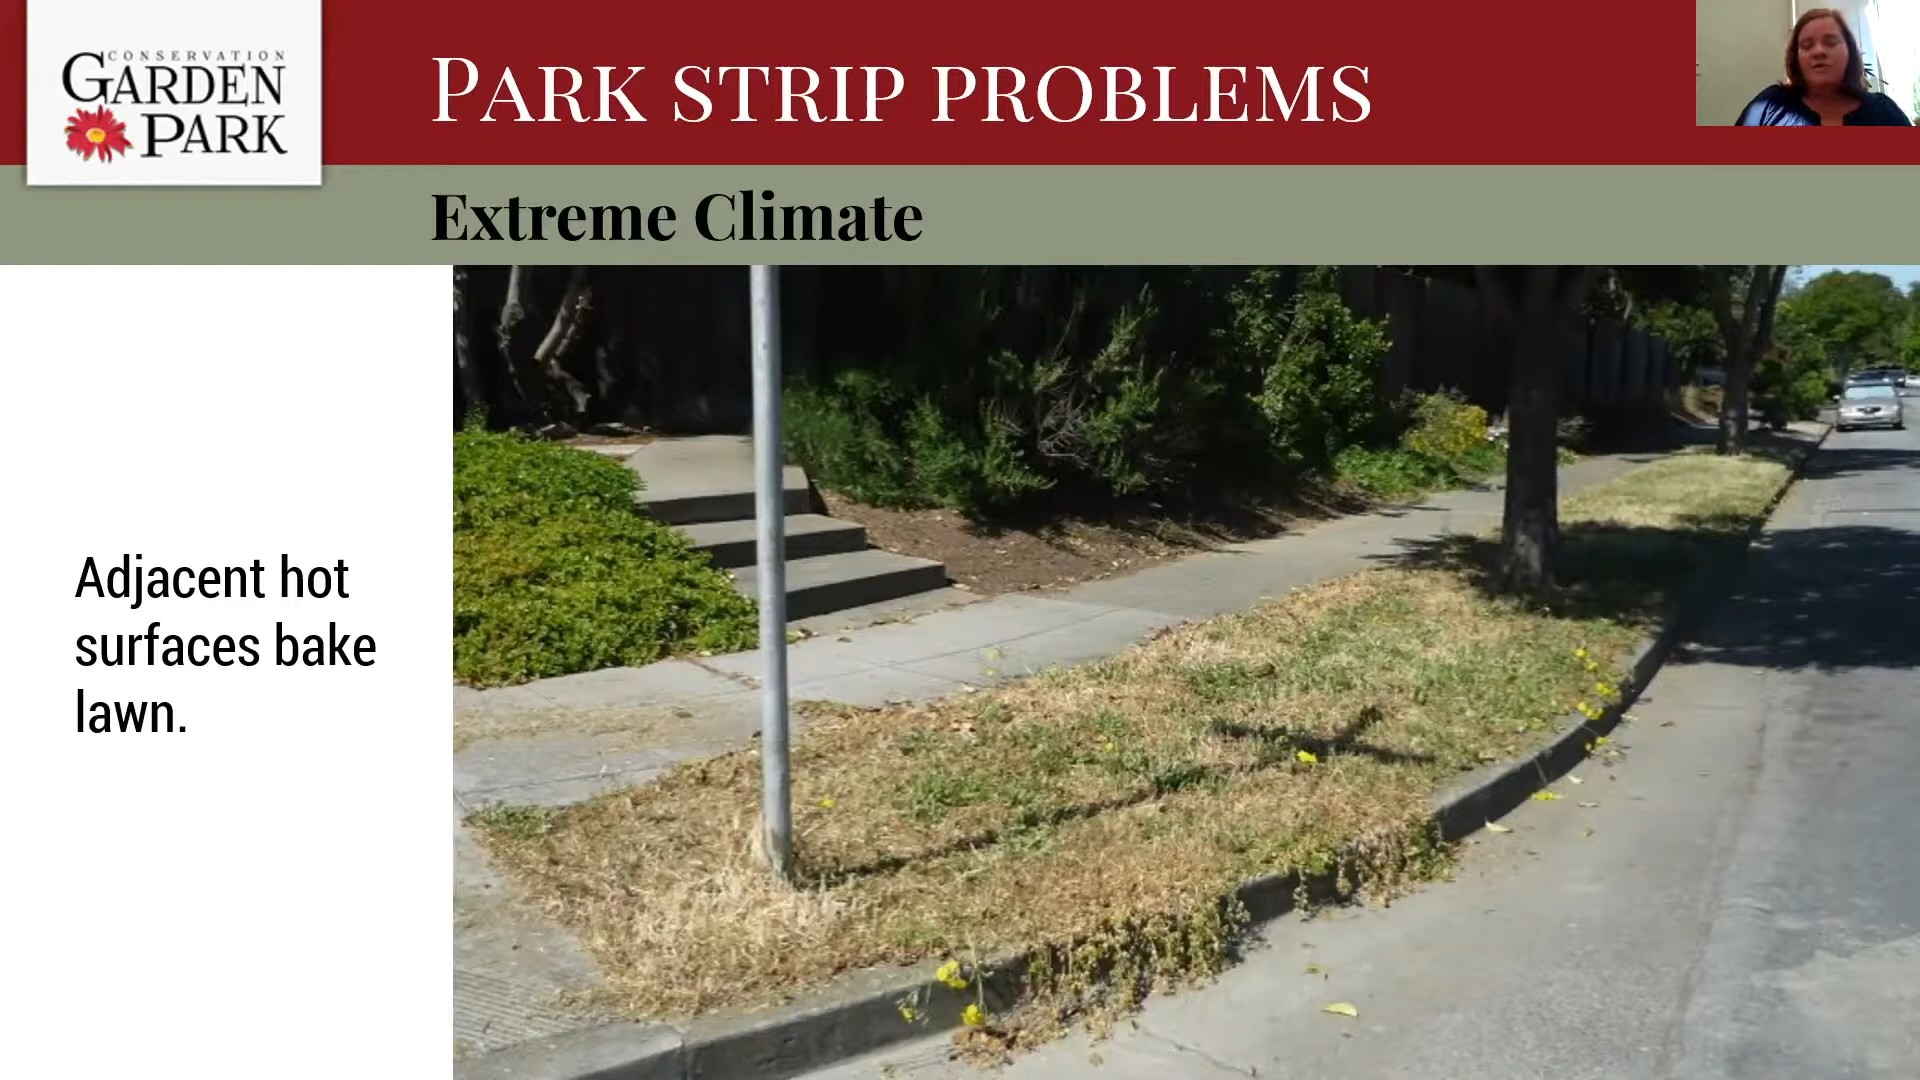 CONSERVATION
GARDEN
PARK
PARK STRIP PROBLEMS
Extreme Climate
Adjacent hot
surfaces bake
lawn.